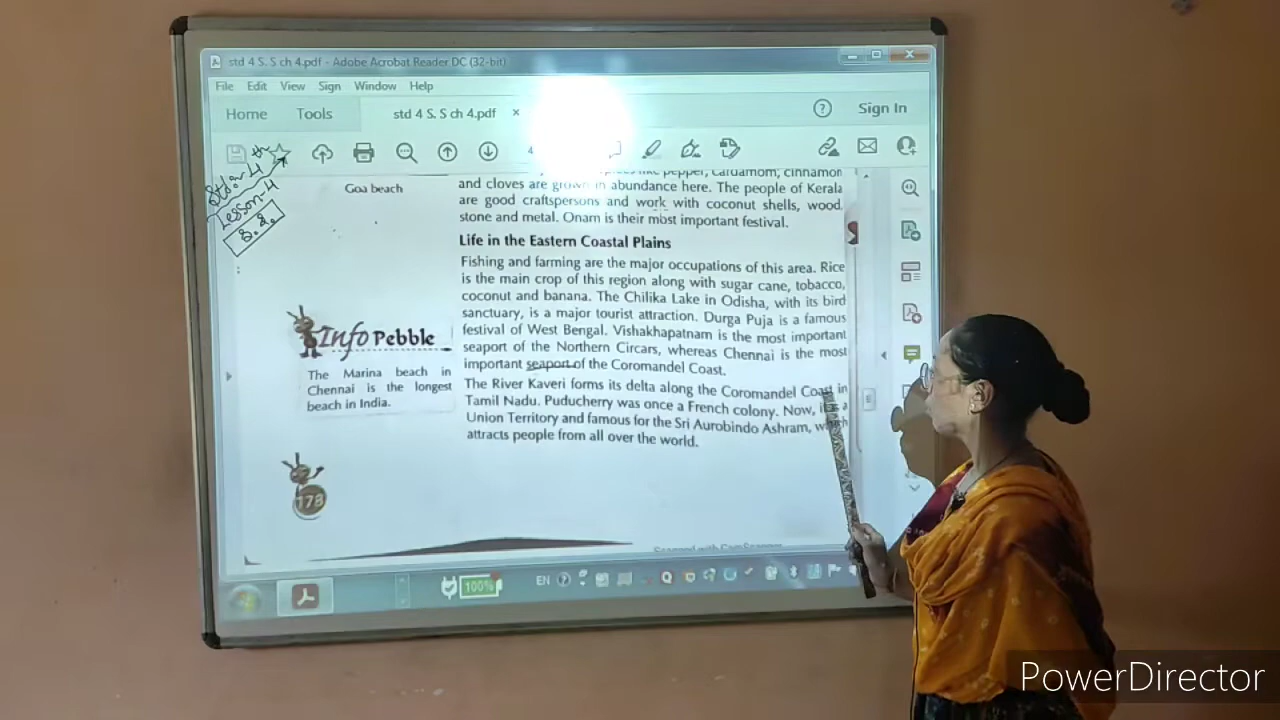 std 4 S. S ch 4.pdf - Adobe Acrobat Reader DC (32-bit)
File Edit View Sign Window Help
Home Tools std 4 S. S ch 4.pdf × Sign In
Std. 4th
Lesson-4
S.S.
Goa beach
pepper, cardamom, cinnamon
and cloves are grown in abundance here. The people of Kerala
are good craftspersons and work with coconut shells, wood,
stone and metal. Onam is their most important festival.
Life in the Eastern Coastal Plains
Fishing and farming are the major occupations of this area. Rice
is the main crop of this region along with sugar cane, tobacco,
coconut and banana. The Chilika Lake in Odisha, with its bird
sanctuary, is a major tourist attraction. Durga Puja is a famous
festival of West Bengal. Vishakhapatnam is the most important
seaport of the Northern Circars, whereas Chennai is the most
important seaport of the Coromandel Coast.
The River Kaveri forms its delta along the Coromandel Coast in
Tamil Nadu. Puducherry was once a French colony. Now, it is a
Union Territory and famous for the Sri Aurobindo Ashram, which
attracts people from all over the world.
Info Pebble
The Marina beach in
Chennai is the longest
beach in India.
178
Scanned with CamScanner
100% EN
PowerDirector